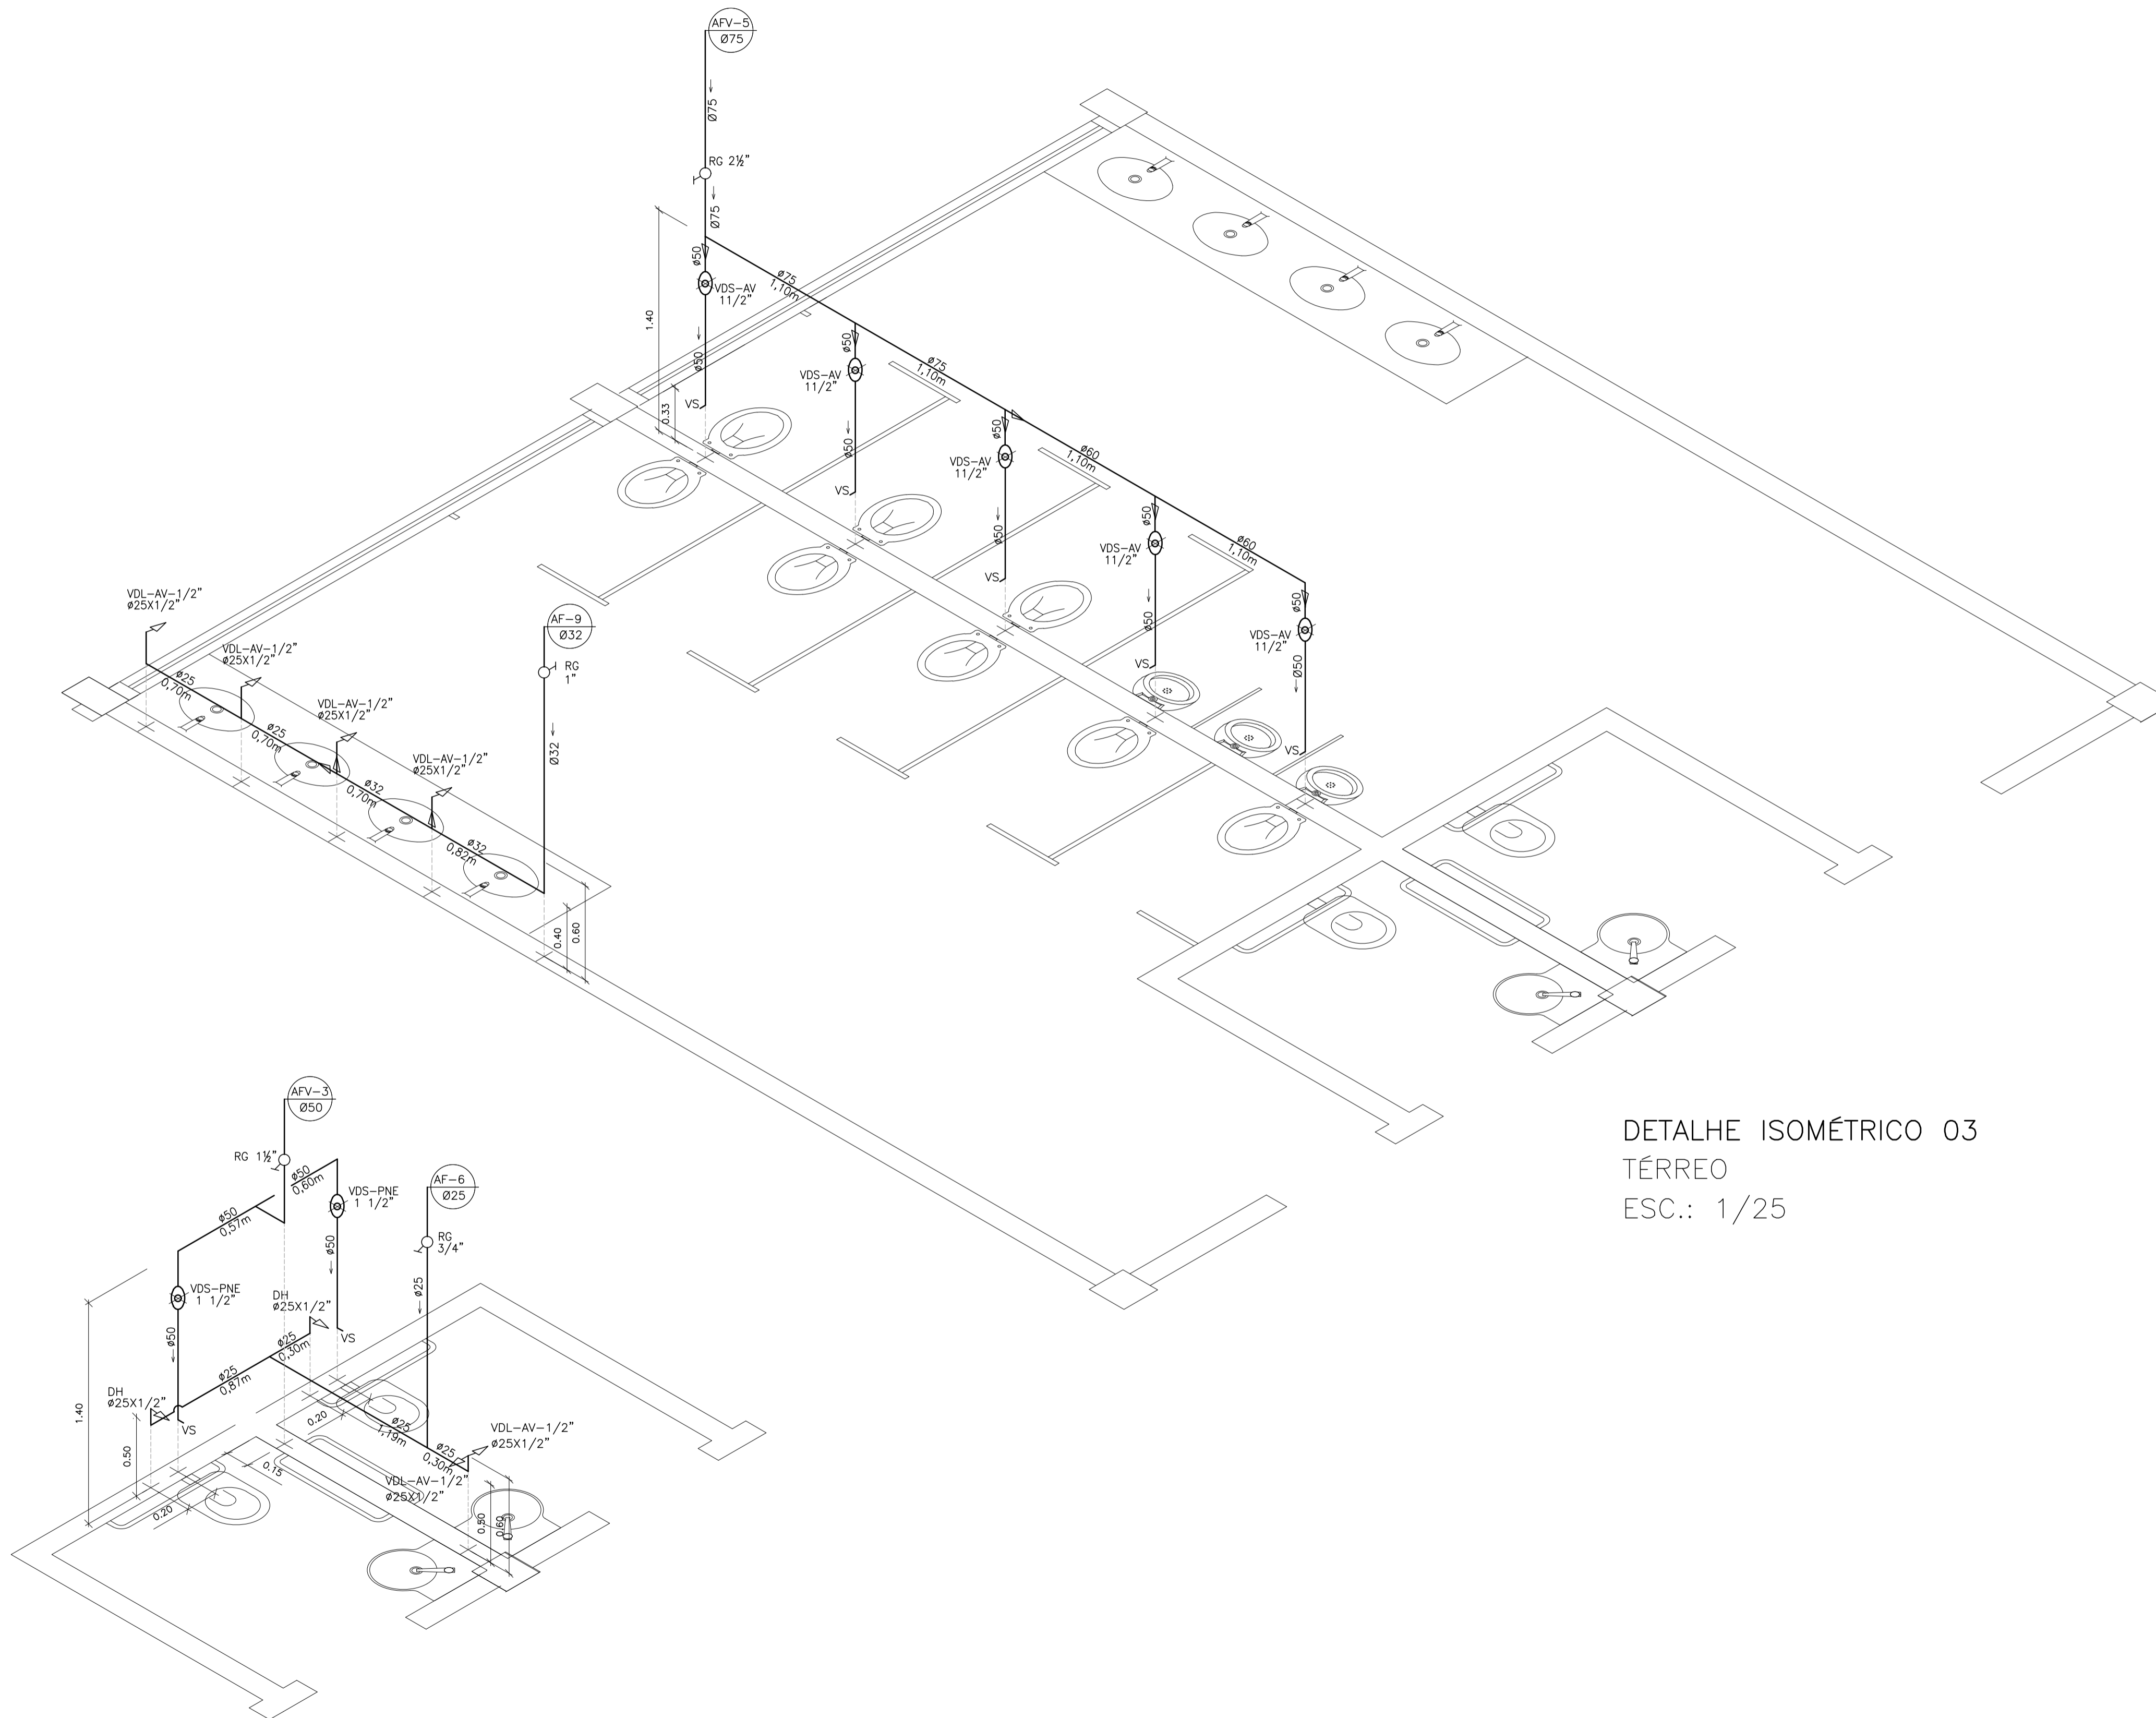 AFV-5
Ø75
Ø75
RG 2½"
Ø75
ø50
VDS-AV
11/2"
1.40
ø50
VS
0.33
ø75
1,10m
ø50
VDS-AV
11/2"
ø50
VS
ø75
1,10m
ø50
VDS-AV
11/2"
ø50
VS
ø60
1,10m
ø50
VDS-AV
11/2"
ø50
VS
ø60
1,10m
ø50
VDS-AV
11/2"
Ø50
VS
VDL-AV-1/2"
ø25X1/2"
VDL-AV-1/2"
ø25X1/2"
VDL-AV-1/2"
ø25X1/2"
VDL-AV-1/2"
ø25X1/2"
ø25
0,70m
ø25
0,70m
ø32
0,70m
ø32
0,82m
AF-9
Ø32
RG
1"
Ø32
0.40
0.60
AFV-3
Ø50
RG 1½"
ø50
0,60m
ø50
0,57m
VDS-PNE
1 1/2"
ø50
VS
VDS-PNE
1 1/2"
ø50
VS
AF-6
Ø25
RG
3/4"
ø25
DH
ø25X1/2"
ø25
0,30m
ø25
0,87m
DH
ø25X1/2"
1.40
0.50
0.20
0.15
0.20
ø25
1,19m
ø25
0,30m
VDL-AV-1/2"
ø25X1/2"
VDL-AV-1/2"
ø25X1/2"
0.50
0.60
DETALHE ISOMÉTRICO 03
TÉRREO
ESC.: 1/25